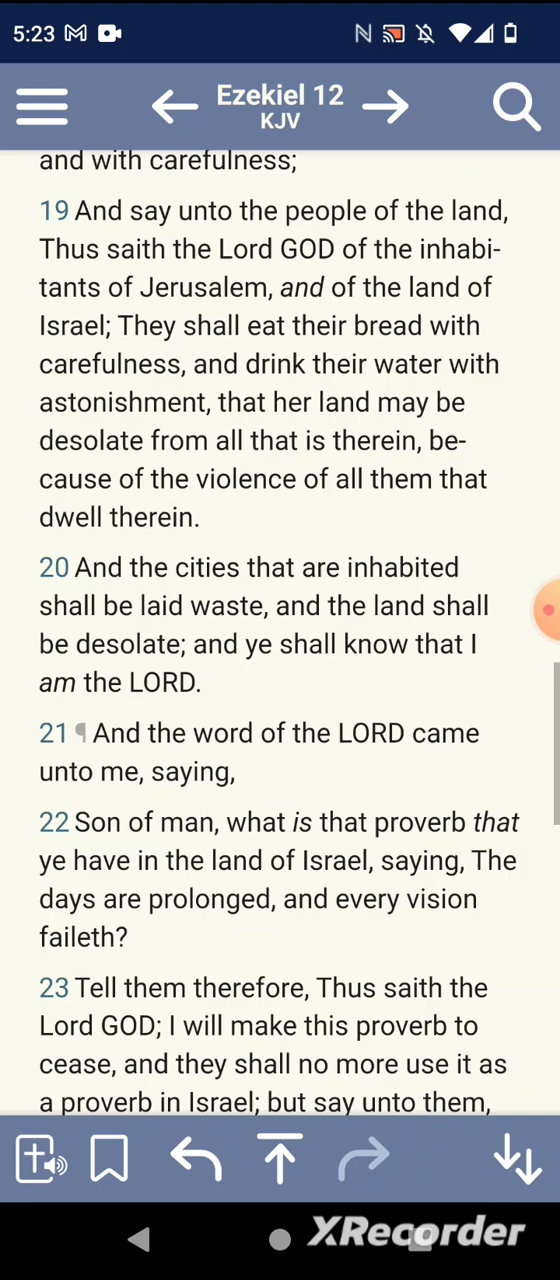 5:23
Ezekiel 12
KJV
and with carefulness;
19 And say unto the people of the land,
Thus saith the Lord GOD of the inhabi-
tants of Jerusalem, and of the land of
Israel; They shall eat their bread with
carefulness, and drink their water with
astonishment, that her land may be
desolate from all that is therein, be-
cause of the violence of all them that
dwell therein.
20 And the cities that are inhabited
shall be laid waste, and the land shall
be desolate; and ye shall know that I
am the LORD.
21 ¶ And the word of the LORD came
unto me, saying,
22 Son of man, what is that proverb that
ye have in the land of Israel, saying, The
days are prolonged, and every vision
faileth?
23 Tell them therefore, Thus saith the
Lord GOD; I will make this proverb to
cease, and they shall no more use it as
a proverb in Israel; but say unto them,
XRecorder